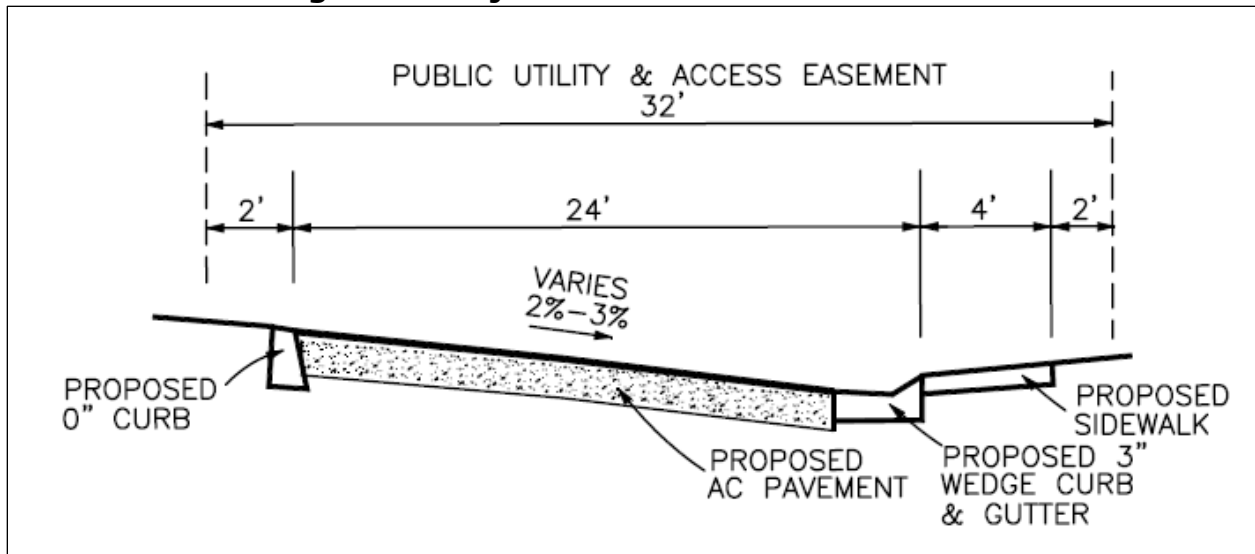 PUBLIC UTILITY & ACCESS EASEMENT
32'
2'
24'
4'
2'
VARIES
2%-3%
PROPOSED
0" CURB
PROPOSED
AC PAVEMENT
PROPOSED 3"
WEDGE CURB
& GUTTER
PROPOSED
SIDEWALK